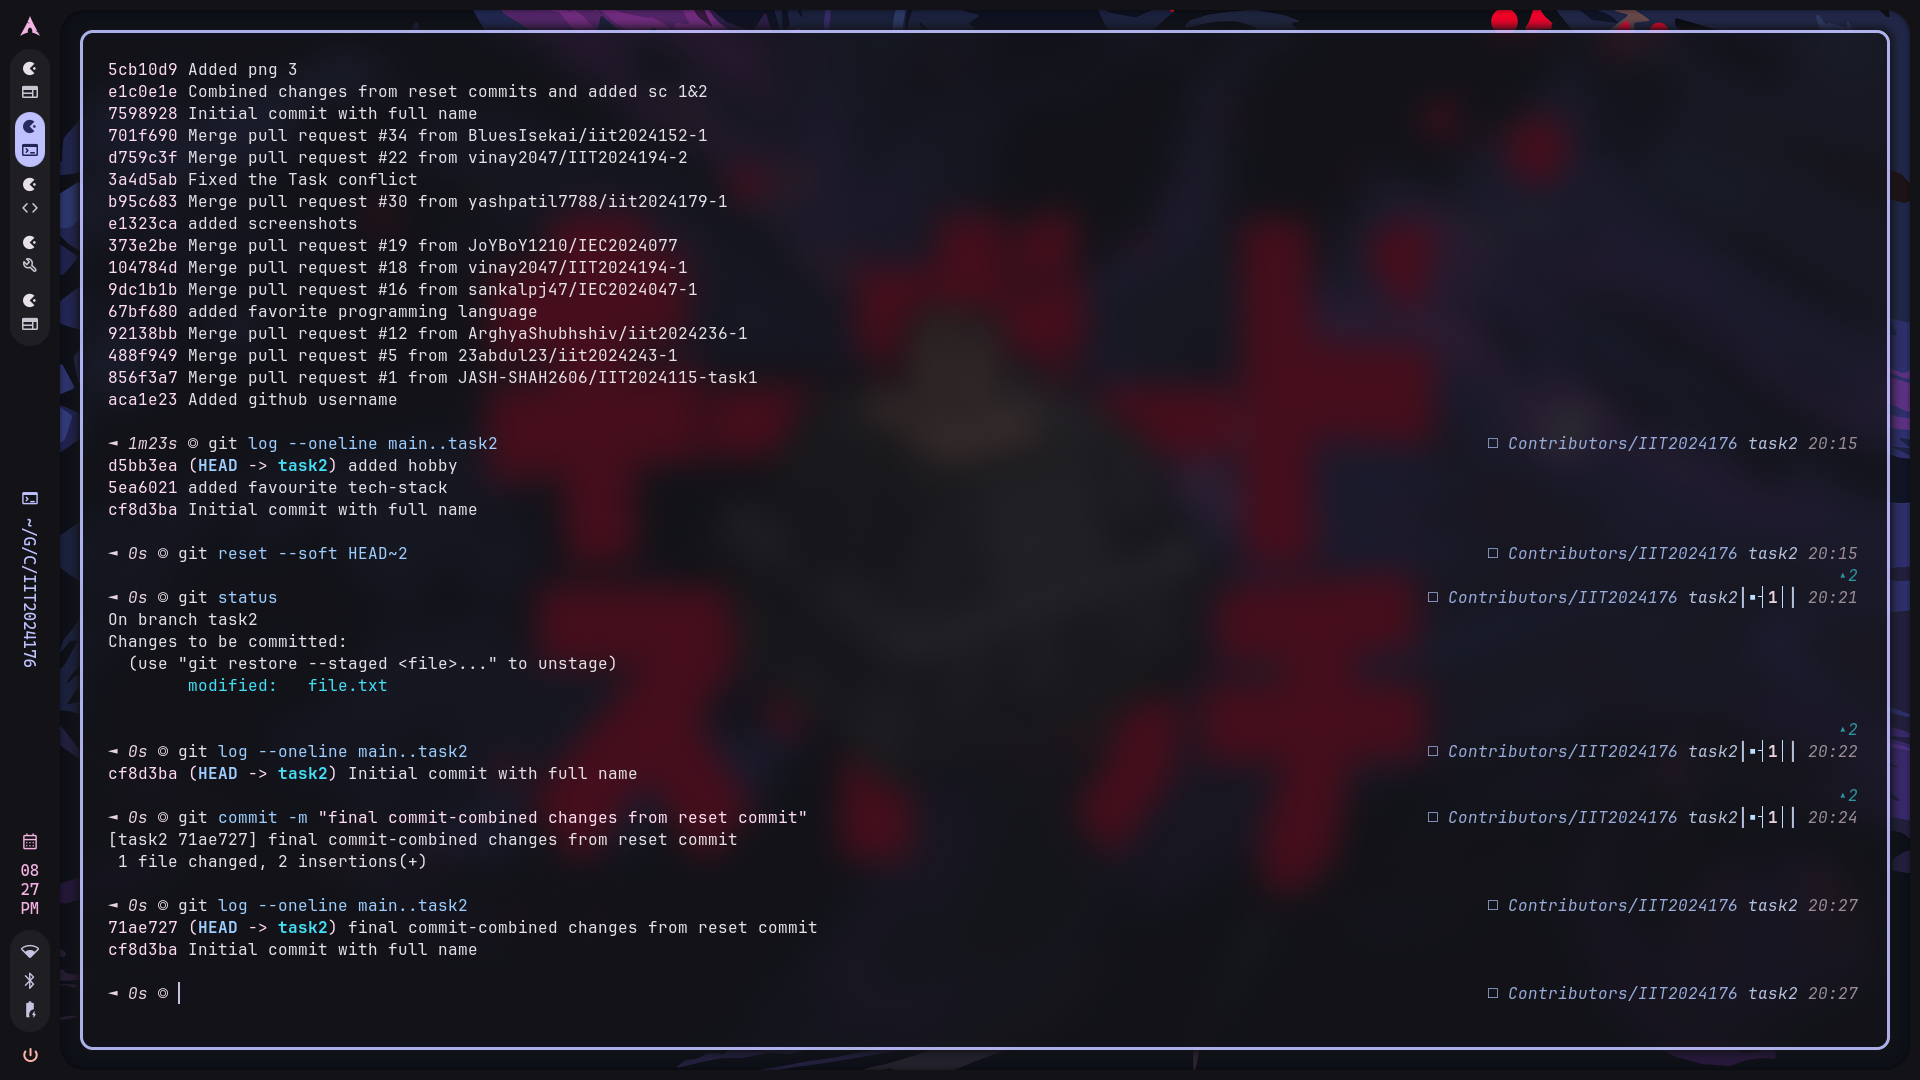 5cb10d9 Added png 3
e1c0e1e Combined changes from reset commits and added sc 1&2
7598928 Initial commit with full name
701f690 Merge pull request #34 from BluesIsekai/iit2024152-1
d759c3f Merge pull request #22 from vinay2047/IIT2024194-2
3a4d5ab Fixed the Task conflict
b95c683 Merge pull request #30 from yashpatil7788/iit2024179-1
e1323ca added screenshots
373e2be Merge pull request #19 from JoYBoY1210/IEC2024077
104784d Merge pull request #18 from vinay2047/IIT2024194-1
9dc1b1b Merge pull request #16 from sankalpj47/IEC2024047-1
67bf680 added favorite programming language
92138bb Merge pull request #12 from ArghyaShubhshiv/iit2024236-1
488f949 Merge pull request #5 from 23abdul23/iit2024243-1
856f3a7 Merge pull request #1 from JASH-SHAH2606/IIT2024115-task1
aca1e23 Added github username
1m23s git log --oneline main..task2 Contributors/IIT2024176 task2 20:15
d5bb3ea (HEAD -> task2) added hobby
5ea6021 added favourite tech-stack
cf8d3ba Initial commit with full name
0s git reset --soft HEAD~2 Contributors/IIT2024176 task2 20:15
2
0s git status Contributors/IIT2024176 task2 1 20:21
On branch task2
Changes to be committed:
(use "git restore --staged <file>..." to unstage)
modified: file.txt
2
0s git log --oneline main..task2 Contributors/IIT2024176 task2 1 20:22
cf8d3ba (HEAD -> task2) Initial commit with full name
2
0s git commit -m "final commit-combined changes from reset commit" Contributors/IIT2024176 task2 1 20:24
[task2 71ae727] final commit-combined changes from reset commit
1 file changed, 2 insertions(+)
0s git log --oneline main..task2 Contributors/IIT2024176 task2 20:27
71ae727 (HEAD -> task2) final commit-combined changes from reset commit
cf8d3ba Initial commit with full name
0s Contributors/IIT2024176 task2 20:27
~/G/C/IIT2024176
08
27
PM